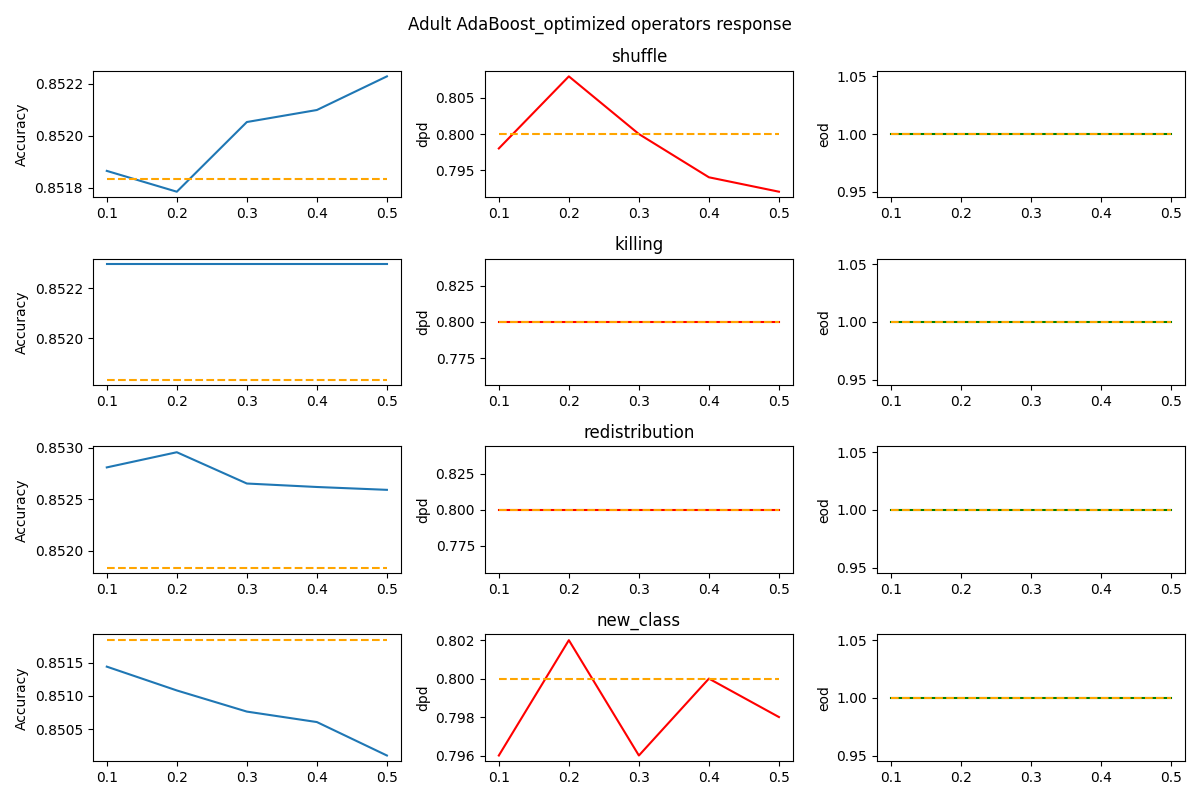 Adult AdaBoost_optimized operators response
shuffle
Accuracy
0.85222
0.85220
0.85218
0.1 0.2 0.3 0.4 0.5
dpd
0.805
0.800
0.795
0.1 0.2 0.3 0.4 0.5
eod
1.05
1.00
0.95
0.1 0.2 0.3 0.4 0.5
killing
Accuracy
0.8522
0.8520
0.1 0.2 0.3 0.4 0.5
dpd
0.825
0.800
0.775
0.1 0.2 0.3 0.4 0.5
eod
1.05
1.00
0.95
0.1 0.2 0.3 0.4 0.5
redistribution
Accuracy
0.8530
0.8525
0.8520
0.1 0.2 0.3 0.4 0.5
dpd
0.825
0.800
0.775
0.1 0.2 0.3 0.4 0.5
eod
1.05
1.00
0.95
0.1 0.2 0.3 0.4 0.5
new_class
Accuracy
0.8515
0.8510
0.8505
0.1 0.2 0.3 0.4 0.5
dpd
0.802
0.800
0.798
0.796
0.1 0.2 0.3 0.4 0.5
eod
1.05
1.00
0.95
0.1 0.2 0.3 0.4 0.5